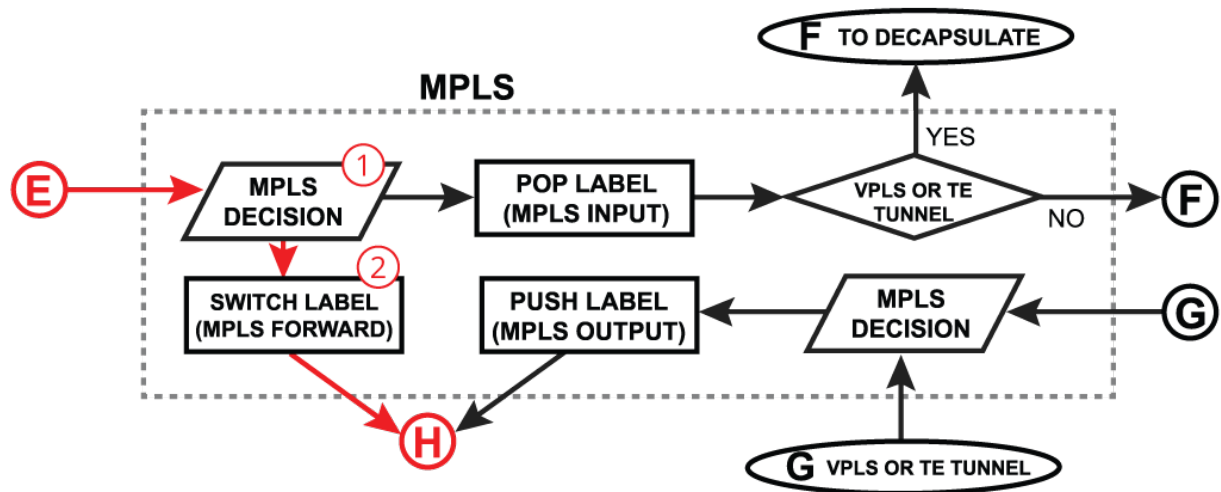 F TO DECAPSULATE
MPLS
YES
E
MPLS
DECISION
1
POP LABEL
(MPLS INPUT)
VPLS OR TE
TUNNEL
NO
F
SWITCH LABEL
(MPLS FORWARD)
2
PUSH LABEL
(MPLS OUTPUT)
MPLS
DECISION
G
H
G VPLS OR TE TUNNEL